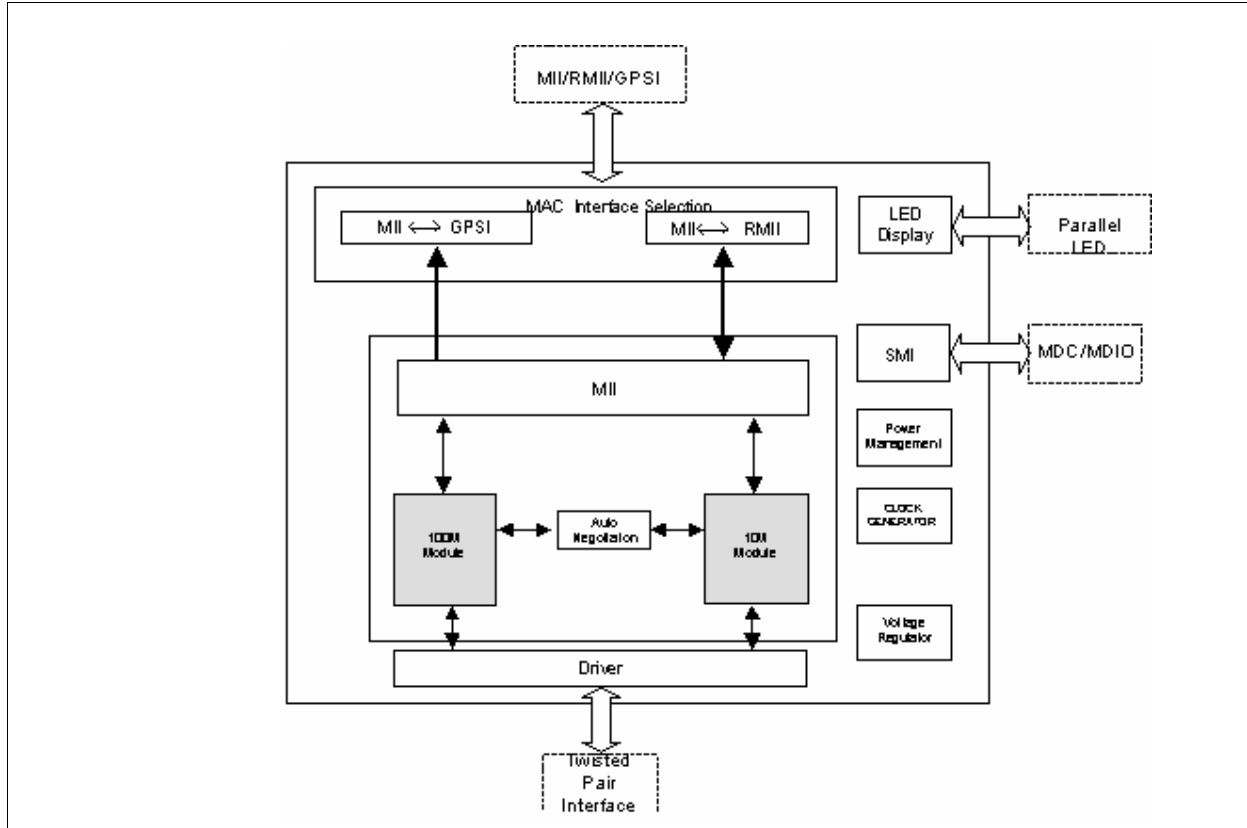 MII/RMII/GPSI
MAC Interface Selection
MII <--> GPSI
MII <--> RMII
LED
Display
Parallel
LED
SMI
MDC/MDIO
MII
Power
Management
CLOCK
GENERATOR
100M
Module
Auto
Negotiation
10M
Module
Voltage
Regulator
Driver
Twisted
Pair
Interface